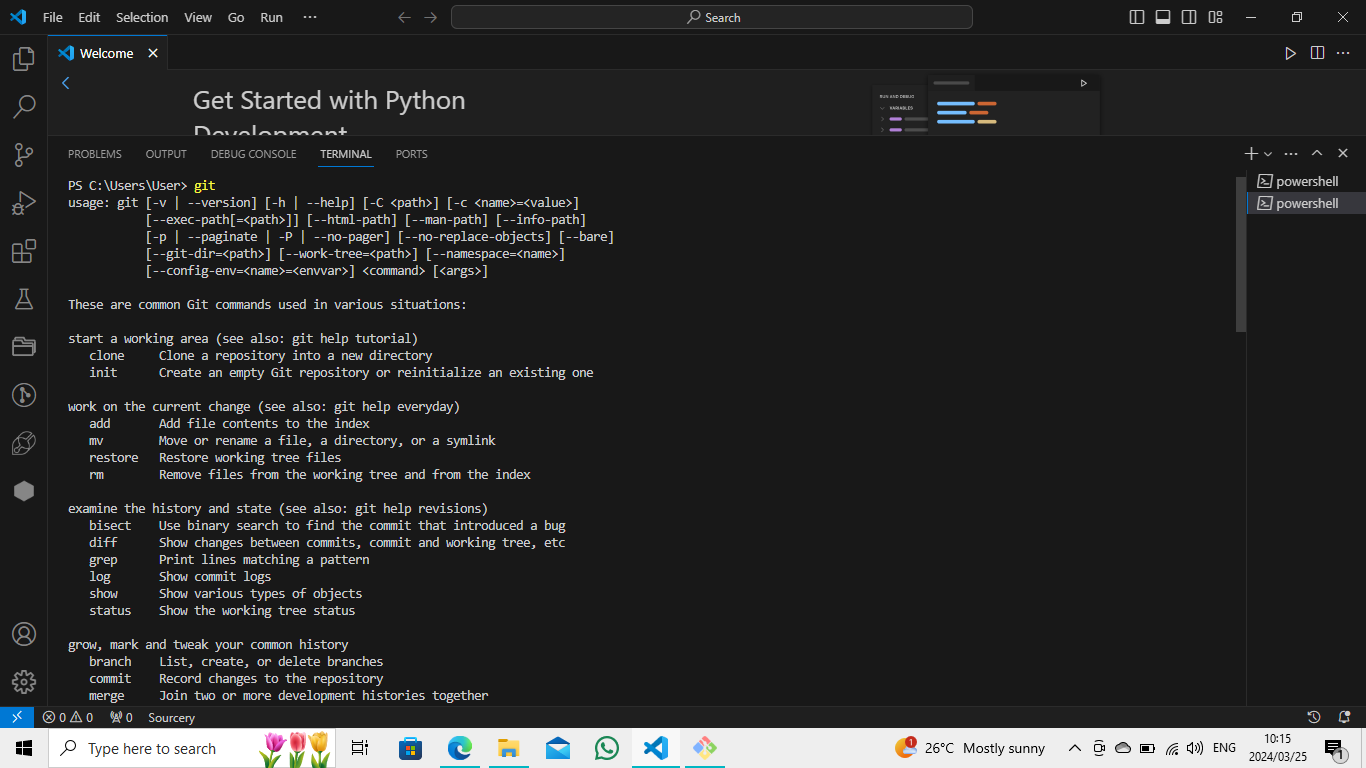 File Edit Selection View Go Run ··· Search
Welcome
Get Started with Python
Development
RUN AND DEBUG
VARIABLES
PROBLEMS OUTPUT DEBUG CONSOLE TERMINAL PORTS
powershell
powershell
PS C:\Users\User> git
usage: git [-v | --version] [-h | --help] [-C <path>] [-c <name>=<value>]
[--exec-path[=<path>]] [--html-path] [--man-path] [--info-path]
[-p | --paginate | -P | --no-pager] [--no-replace-objects] [--bare]
[--git-dir=<path>] [--work-tree=<path>] [--namespace=<name>]
[--config-env=<name>=<envvar>] <command> [<args>]
These are common Git commands used in various situations:
start a working area (see also: git help tutorial)
clone Clone a repository into a new directory
init Create an empty Git repository or reinitialize an existing one
work on the current change (see also: git help everyday)
add Add file contents to the index
mv Move or rename a file, a directory, or a symlink
restore Restore working tree files
rm Remove files from the working tree and from the index
examine the history and state (see also: git help revisions)
bisect Use binary search to find the commit that introduced a bug
diff Show changes between commits, commit and working tree, etc
grep Print lines matching a pattern
log Show commit logs
show Show various types of objects
status Show the working tree status
grow, mark and tweak your common history
branch List, create, or delete branches
commit Record changes to the repository
merge Join two or more development histories together
0 0 0 Sourcery
Type here to search
1 26°C Mostly sunny ENG
10:15
2024/03/25
1